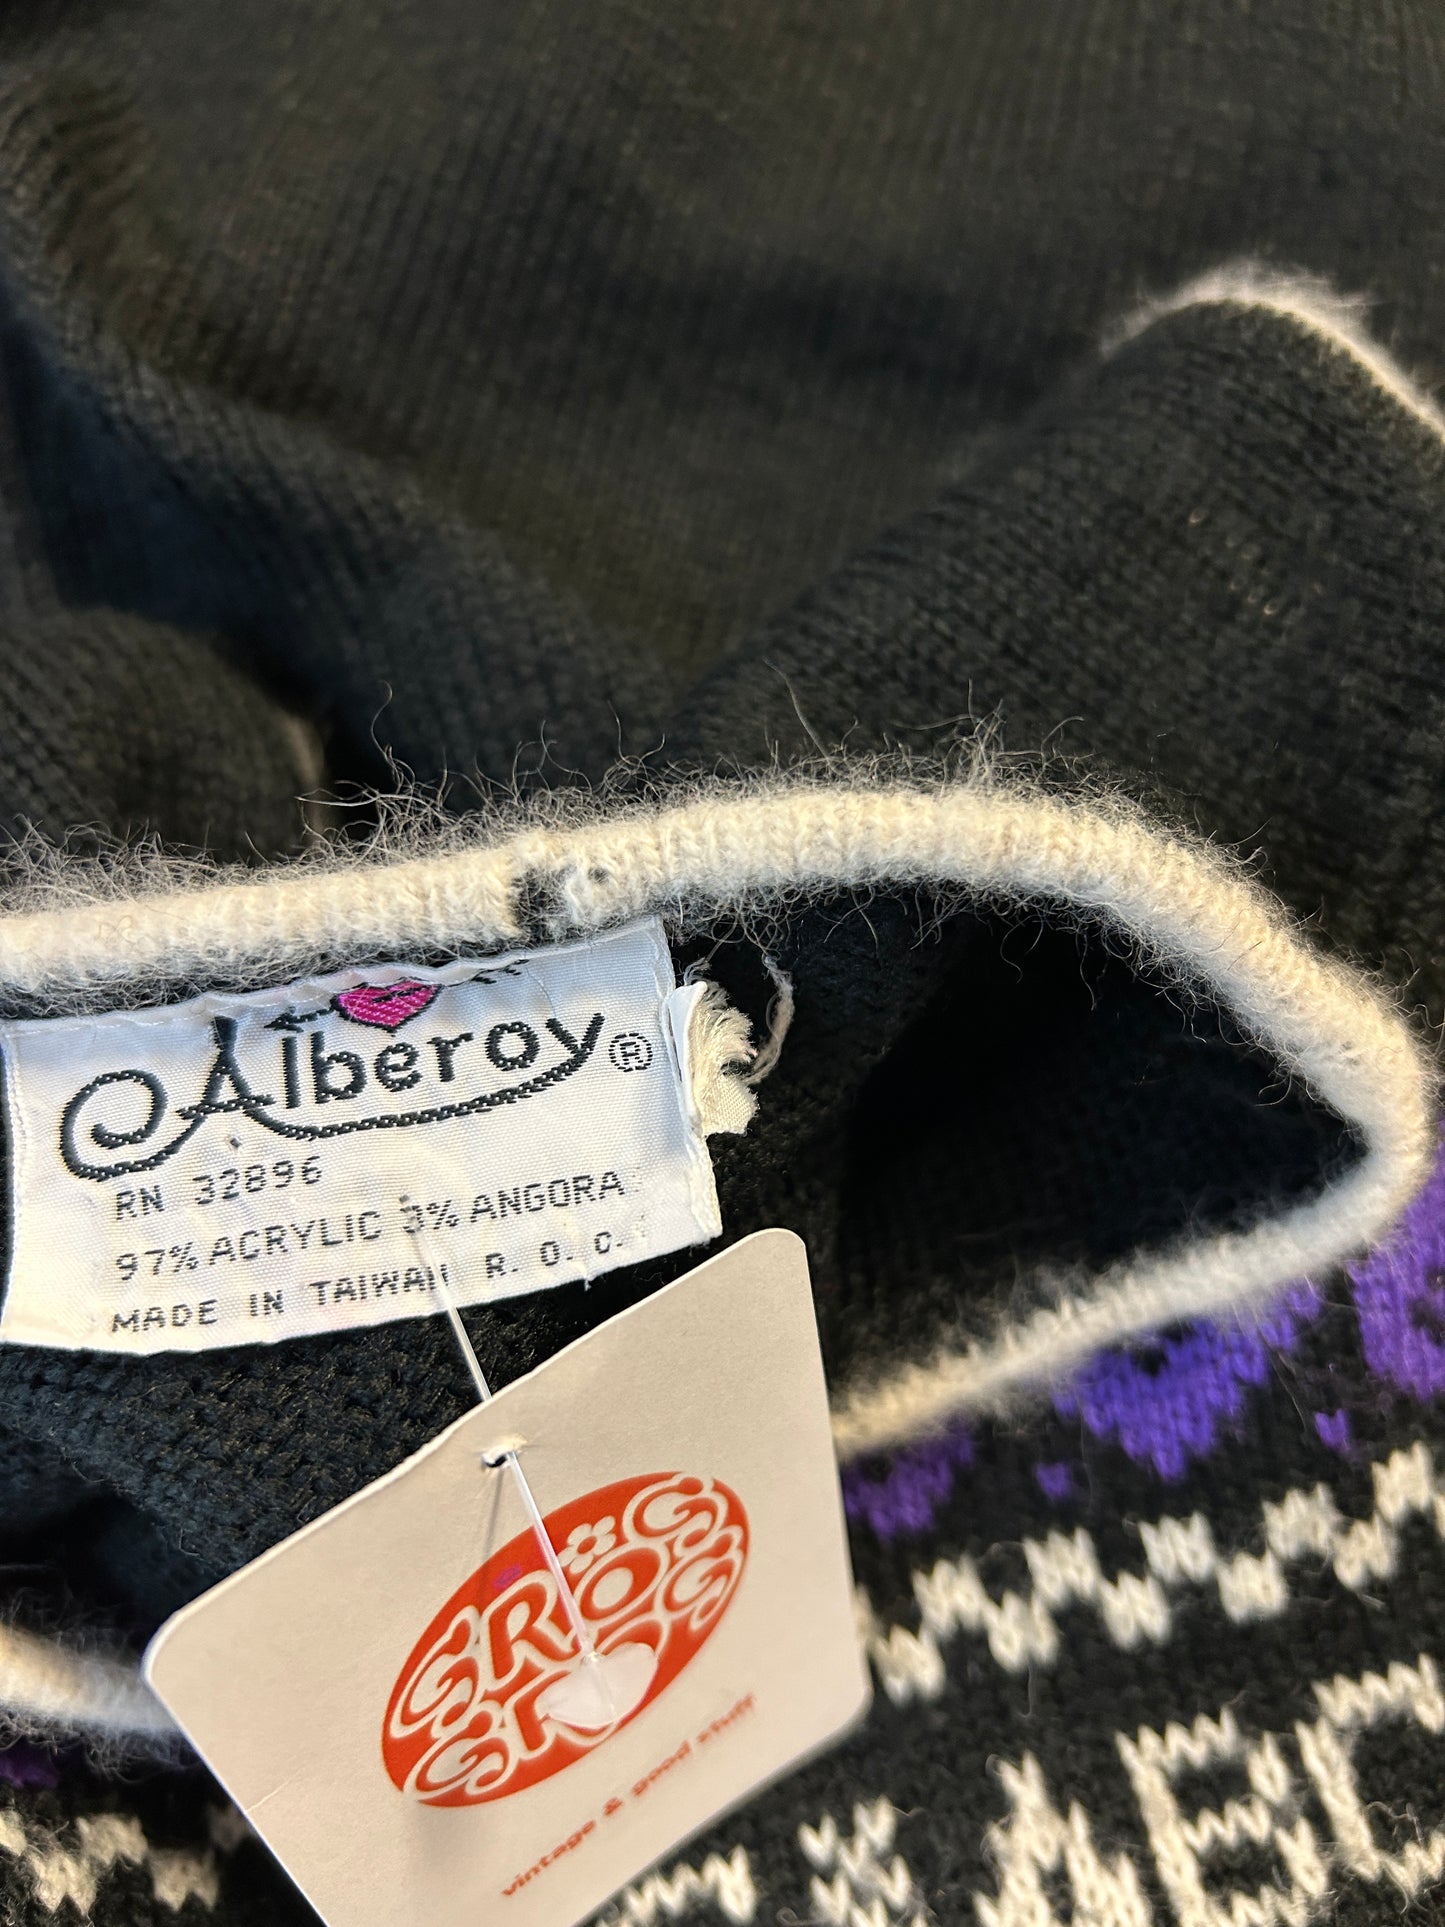 Alberoy®
RN 32896
97% ACRYLIC 3% ANGORA
MADE IN TAIWAN R. O. C.
GROG
GROG
vintage & good stuff